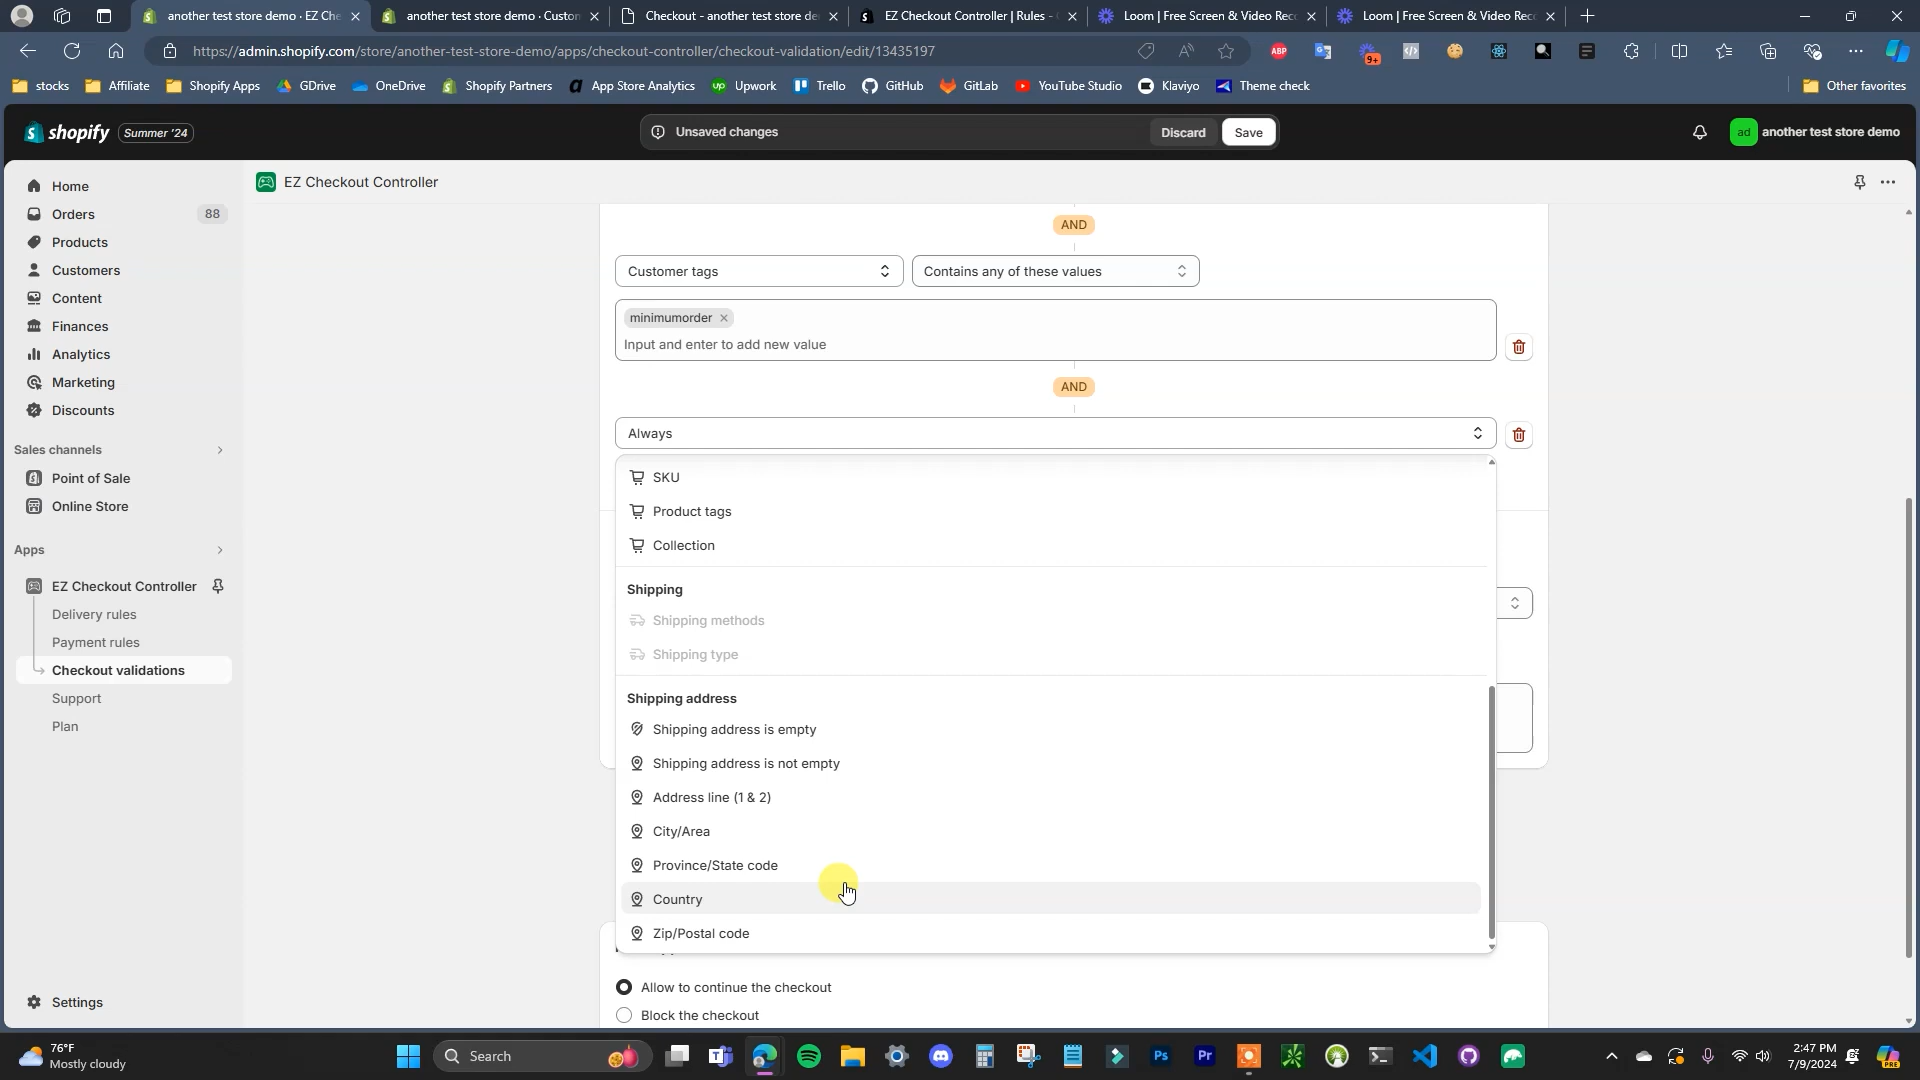 another test store demo · EZ Che
another test store demo · Custon
Checkout - another test store de
EZ Checkout Controller | Rules -
Loom | Free Screen & Video Rec
Loom | Free Screen & Video Rec
https://admin.shopify.com/store/another-test-store-demo/apps/checkout-controller/checkout-validation/edit/13435197
ABP
9+
stocks
Affiliate
Shopify Apps
GDrive
OneDrive
Shopify Partners
App Store Analytics
Upwork
Trello
GitHub
GitLab
YouTube Studio
Klaviyo
Theme check
Other favorites
shopify
Summer '24
Unsaved changes
Discard
Save
ad
another test store demo
Home
Orders
88
Products
Customers
Content
Finances
Analytics
Marketing
Discounts
Sales channels
Point of Sale
Online Store
Apps
EZ Checkout Controller
Delivery rules
Payment rules
Checkout validations
Support
Plan
Settings
EZ Checkout Controller
AND
Customer tags
Contains any of these values
minimumorder
Input and enter to add new value
AND
Always
SKU
Product tags
Collection
Shipping
Shipping methods
Shipping type
Shipping address
Shipping address is empty
Shipping address is not empty
Address line (1 & 2)
City/Area
Province/State code
Country
Zip/Postal code
Allow to continue the checkout
Block the checkout
76°F
Mostly cloudy
Search
Ps
Pr
2:47 PM
7/9/2024
PRE